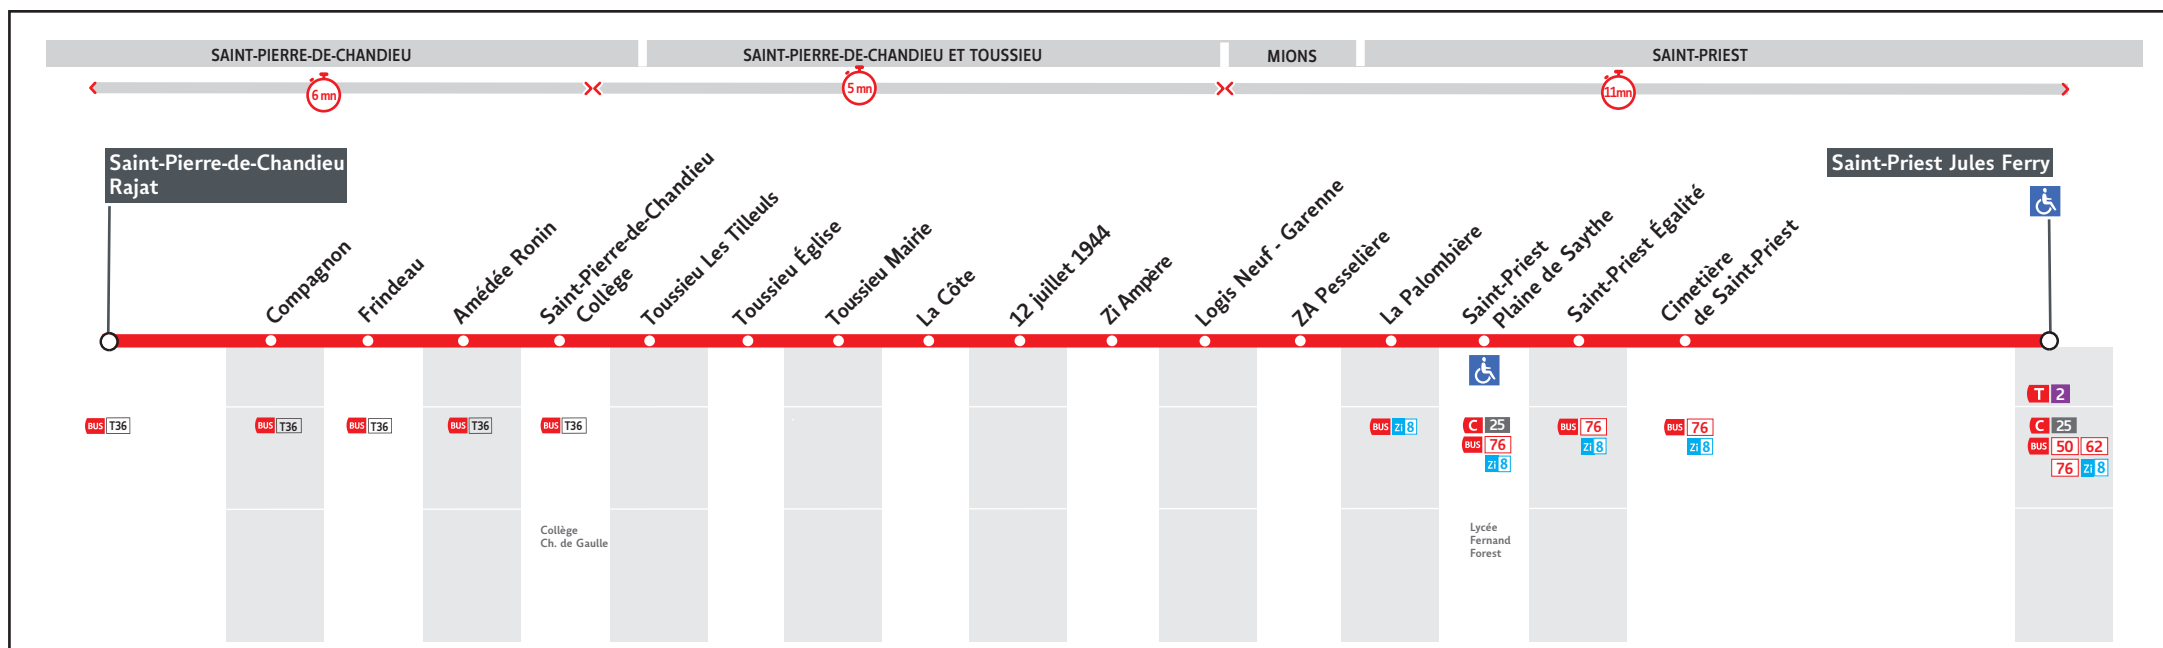 SAINT-PIERRE-DE-CHANDIEU
SAINT-PIERRE-DE-CHANDIEU ET TOUSSIEU
MIONS
SAINT-PRIEST
6 mn
5 mn
11mn
Saint-Pierre-de-Chandieu
Rajat
Compagnon
Frindeau
Amédée Ronin
Saint-Pierre-de-Chandieu
Collège
Toussieu Les Tilleuls
Toussieu Église
Toussieu Mairie
La Côte
12 juillet 1944
Zi Ampère
Logis Neuf - Garenne
ZA Pesselière
La Palombière
Saint-Priest
Plaine de Saythe
Saint-Priest Égalité
Cimetière
de Saint-Priest
Saint-Priest Jules Ferry
BUS T36
BUS T36
BUS T36
BUS T36
BUS T36
BUS Zi 8
C 25
BUS 76
Zi 8
BUS 76
Zi 8
BUS 76
Zi 8
T 2
C 25
BUS 50 62
76 Zi 8
Collège
Ch. de Gaulle
Lycée
Fernand
Forest